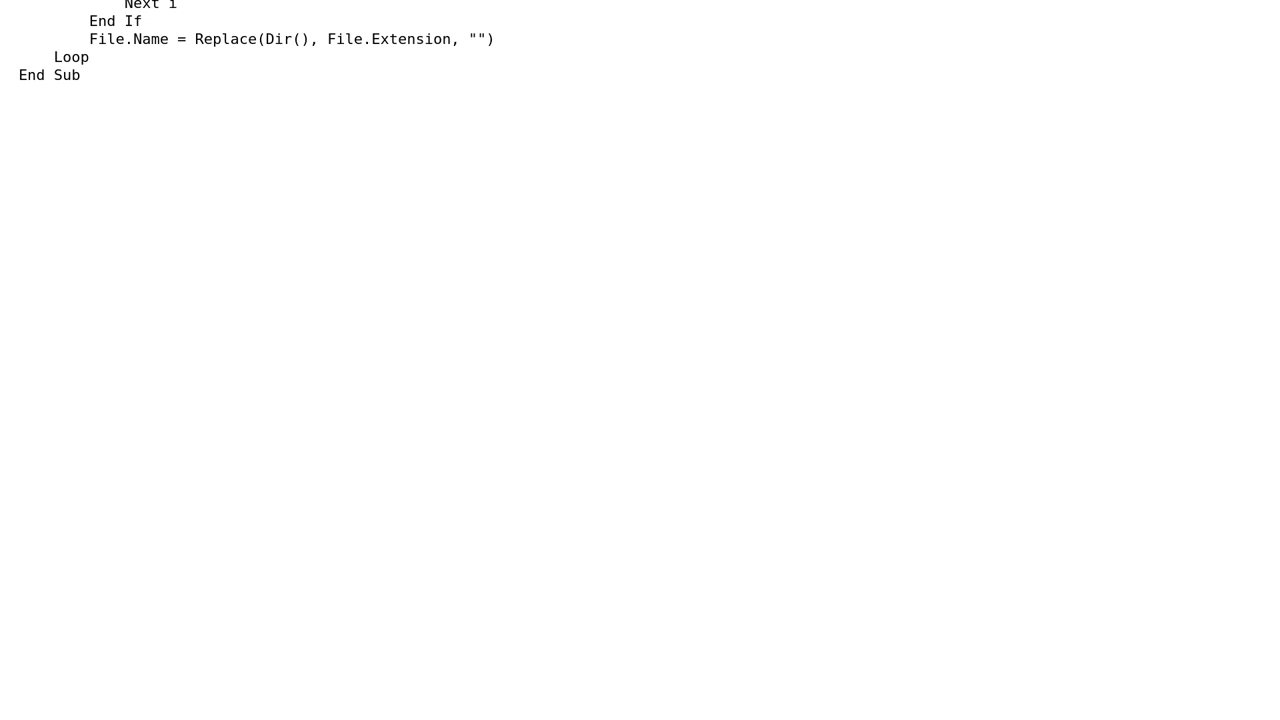 Next i
        End If
        File.Name = Replace(Dir(), File.Extension, "")
    Loop
End Sub